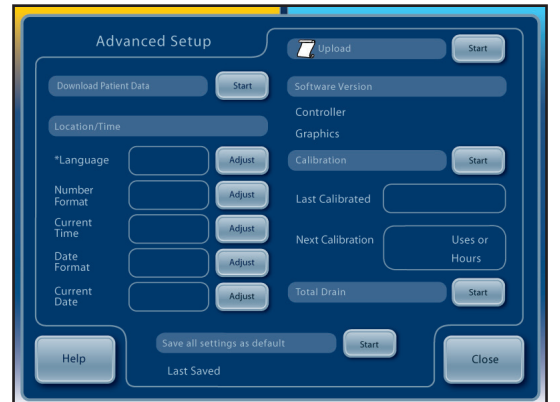 Advanced Setup
Download Patient Data
Start
Location/Time
*Language
Adjust
Number
Format
Adjust
Current
Time
Adjust
Date
Format
Adjust
Current
Date
Adjust
Upload
Start
Software Version
Controller
Graphics
Calibration
Start
Last Calibrated
Next Calibration
Uses or
Hours
Total Drain
Start
Help
Save all settings as default
Start
Last Saved
Close